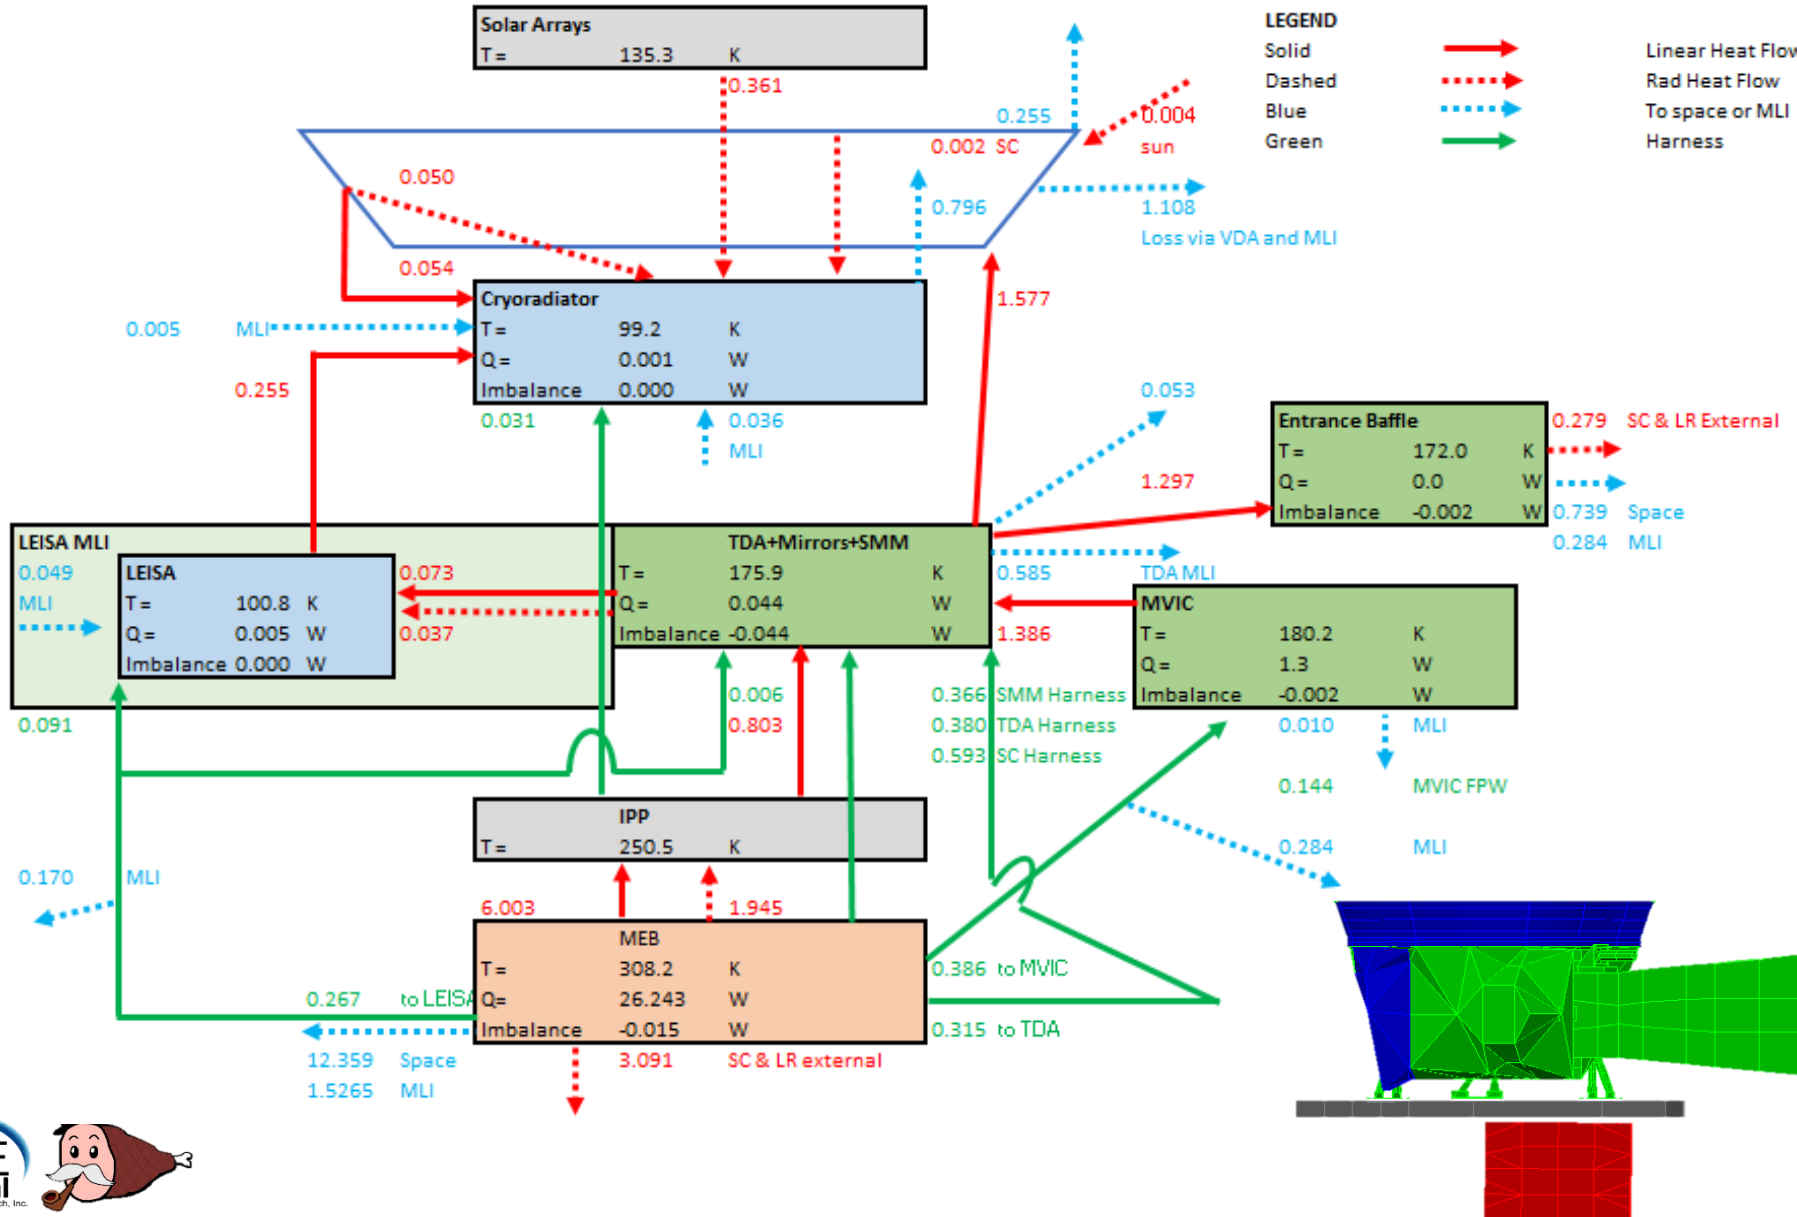 Solar Arrays
T= 135.3 K
0.361
LEGEND
Solid Linear Heat Flow
Dashed Rad Heat Flow
Blue To space or MLI
Green Harness
0.255
0.004
sun
0.002 SC
0.050
0.796
1.108
Loss via VDA and MLI
0.054
1.577
Cryoradiator
T= 99.2 K
Q= 0.001 W
Imbalance 0.000 W
0.005 MLI
0.255
0.031
0.036
MLI
0.053
1.297
Entrance Baffle
T= 172.0 K
Q= 0.0 W
Imbalance -0.002 W
0.279 SC & LR External
0.739 Space
0.284 MLI
LEISA MLI
0.049
MLI
LEISA
T= 100.8 K
Q= 0.005 W
Imbalance 0.000 W
0.073
0.037
TDA+Mirrors+SMM
T= 175.9 K
Q= 0.044 W
Imbalance -0.044 W
0.585 TDA MLI
1.386
MVIC
T= 180.2 K
Q= 1.3 W
Imbalance -0.002 W
0.091
0.006
0.803
0.366 SMM Harness
0.380 TDA Harness
0.593 SC Harness
0.010 MLI
0.144 MVIC FPW
0.284 MLI
IPP
T= 250.5 K
0.170 MLI
6.003
1.945
MEB
T= 308.2 K
Q= 26.243 W
Imbalance -0.015 W
0.267 to LEISA
0.386 to MVIC
0.315 to TDA
12.359 Space
1.5265 MLI
3.091 SC & LR external
ch, Inc.